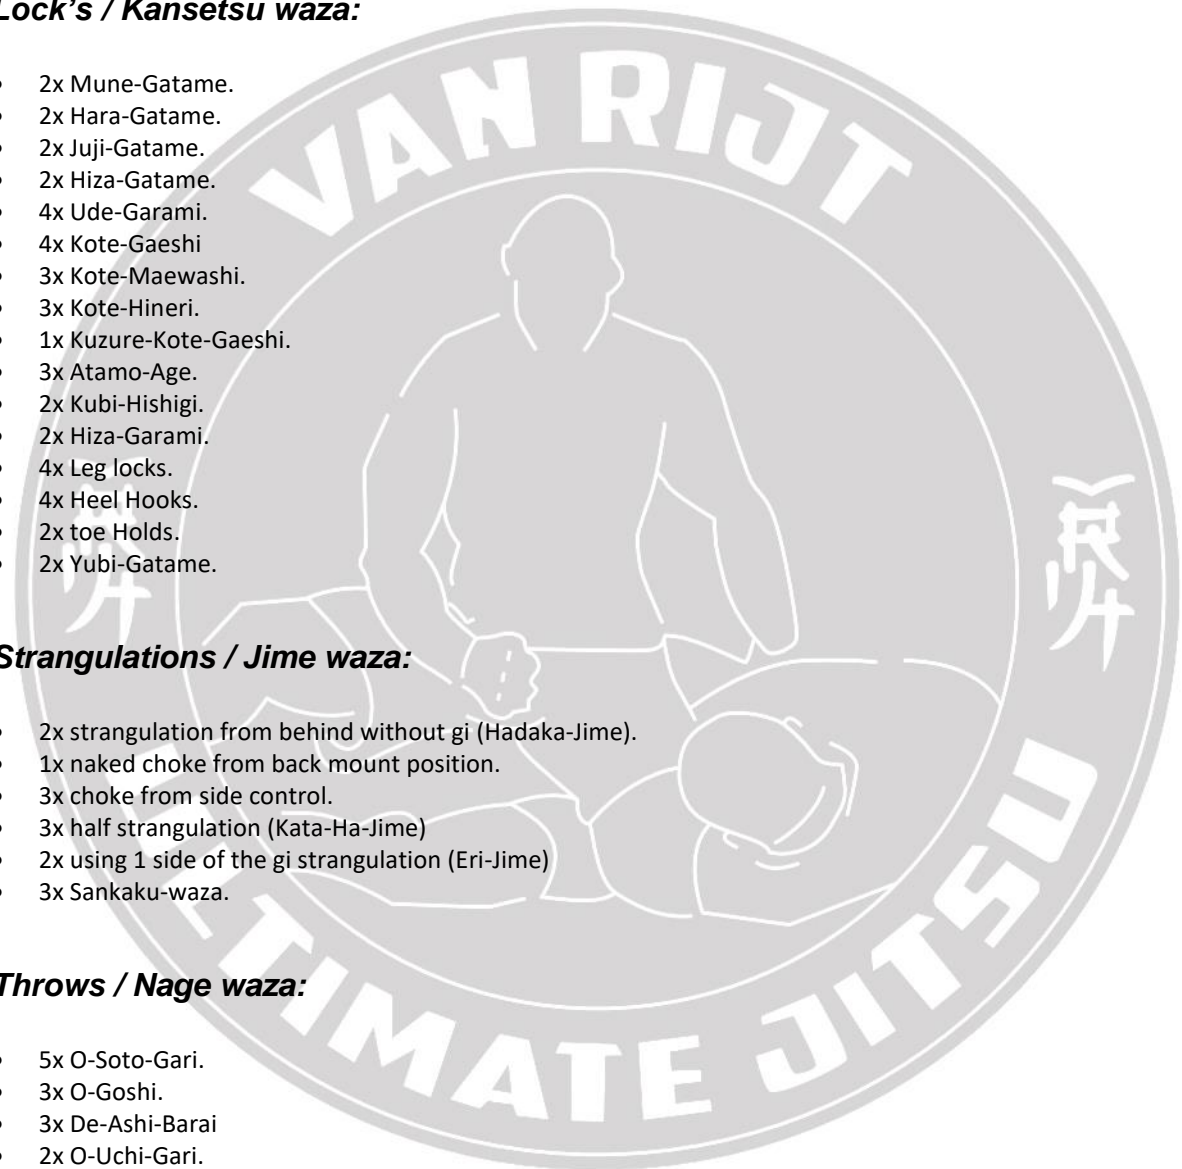 Lock's / Kansetsu waza:
• 2x Mune-Gatame.
• 2x Hara-Gatame.
• 2x Juji-Gatame.
• 2x Hiza-Gatame.
• 4x Ude-Garami.
• 4x Kote-Gaeshi
• 3x Kote-Maewashi.
• 3x Kote-Hineri.
• 1x Kuzure-Kote-Gaeshi.
• 3x Atamo-Age.
• 2x Kubi-Hishigi.
• 2x Hiza-Garami.
• 4x Leg locks.
• 4x Heel Hooks.
• 2x toe Holds.
• 2x Yubi-Gatame.
Strangulations / Jime waza:
• 2x strangulation from behind without gi (Hadaka-Jime).
• 1x naked choke from back mount position.
• 3x choke from side control.
• 3x half strangulation (Kata-Ha-Jime)
• 2x using 1 side of the gi strangulation (Eri-Jime)
• 3x Sankaku-waza.
Throws / Nage waza:
• 5x O-Soto-Gari.
• 3x O-Goshi.
• 3x De-Ashi-Barai
• 2x O-Uchi-Gari.
VAN RIJT
ULTIMATE JITSU